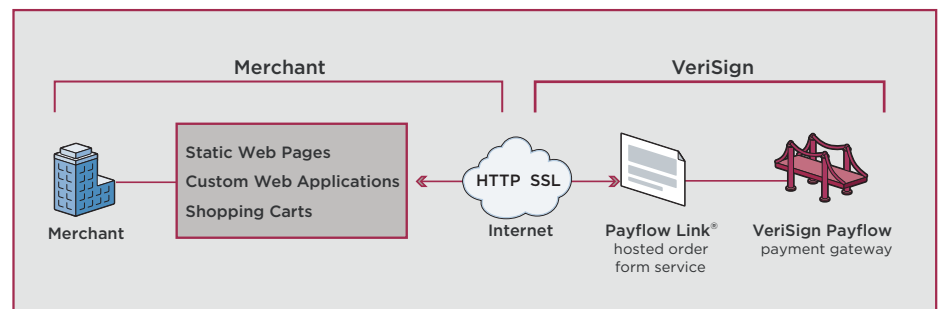 Merchant
VeriSign
Static Web Pages
Custom Web Applications
Shopping Carts
HTTP SSL
Merchant
Internet
Payflow Link®
hosted order
form service
VeriSign Payflow
payment gateway